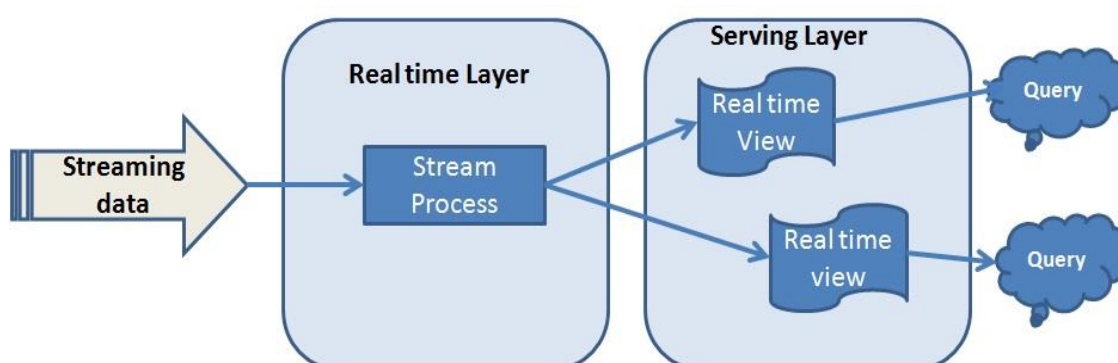 Streaming
data
Real time Layer
Stream
Process
Serving Layer
Real time
View
Real time
view
Query
Query